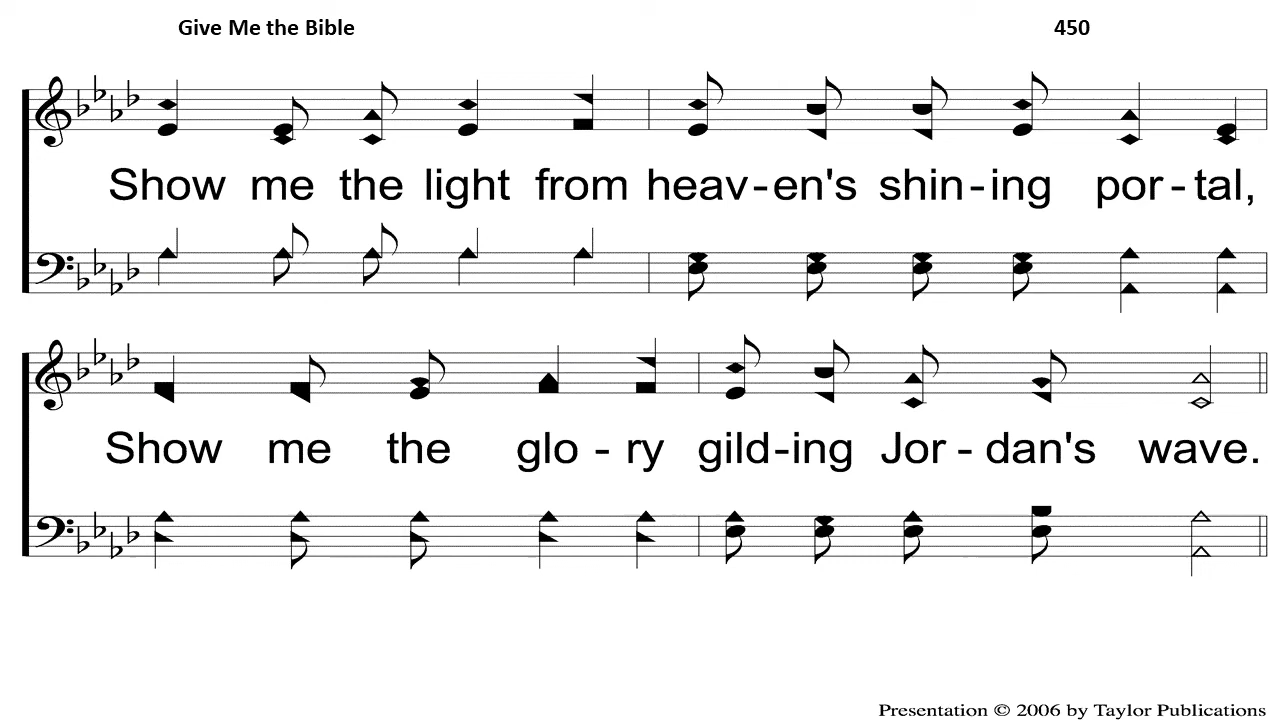 Give Me the Bible 450
Show me the light from heav-en's shin-ing por-tal,
Show me the glo-ry gild-ing Jor-dan's wave.
Presentation © 2006 by Taylor Publications